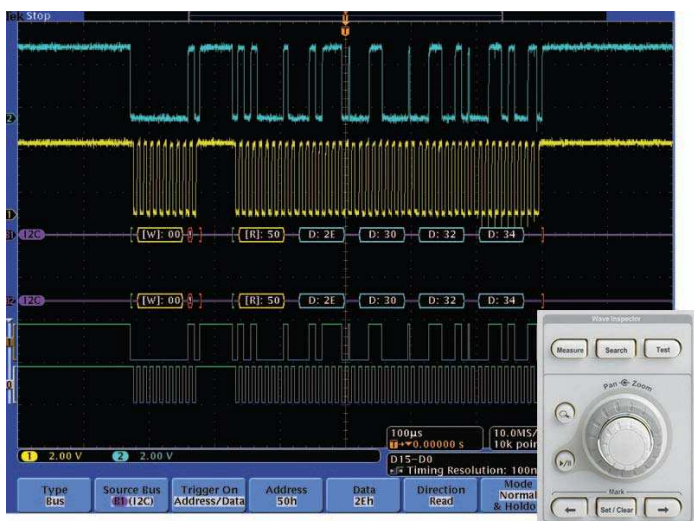 Tek Stop
T
T
2
1
B1 I2C [W]: 00 ! [R]: 50 D: 2E D: 30 D: 32 D: 34
B2 I2C [W]: 00 ! [R]: 50 D: 2E D: 30 D: 32 D: 34
1
0
100µs
10.0MS/
T→▼0.00000 s
10k poin
1 2.00 V 2 2.00 V
D15-D0
Timing Resolution: 100n
Type
Bus
Source Bus
B1 (I2C)
Trigger On
Address/Data
Address
50h
Data
2Eh
Direction
Read
Mode
Normal
& Holdo
Wave Inspector
Measure Search Test
Pan Zoom
Mark
← Set / Clear →